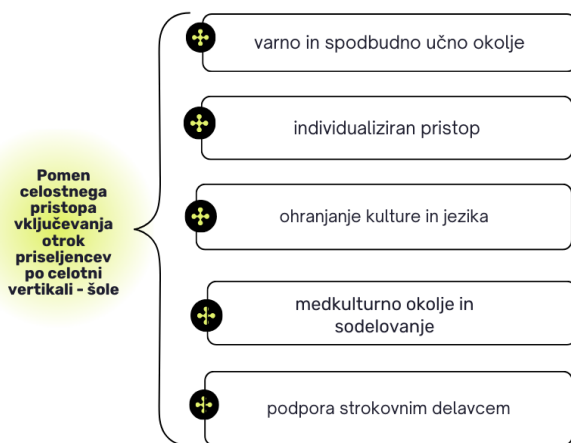 Pomen
celostnega
pristopa
vključevanja
otrok
priseljencev
po celotni
vertikali - šole
varno in spodbudno učno okolje
individualiziran pristop
ohranjanje kulture in jezika
medkulturno okolje in
sodelovanje
podpora strokovnim delavcem